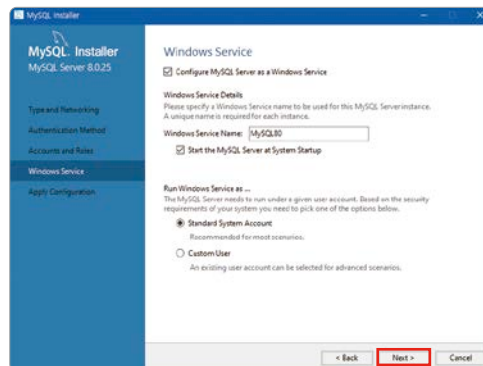 MySQL Installer
MySQL. Installer
MySQL Server 8.0.25
Type and Networking
Authentication Method
Accounts and Roles
Windows Service
Apply Configuration
Windows Service
Configure MySQL Server as a Windows Service
Windows Service Details
Please specify a Windows Service name to be used for this MySQL Server instance.
A unique name is required for each instance.
Windows Service Name: MySQL80
Start the MySQL Server at System Startup
Run Windows Service as ...
The MySQL Server needs to run under a given user account. Based on the security
requirements of your system you need to pick one of the options below.
Standard System Account
Recommended for most scenarios.
Custom User
An existing user account can be selected for advanced scenarios.
< Back Next > Cancel